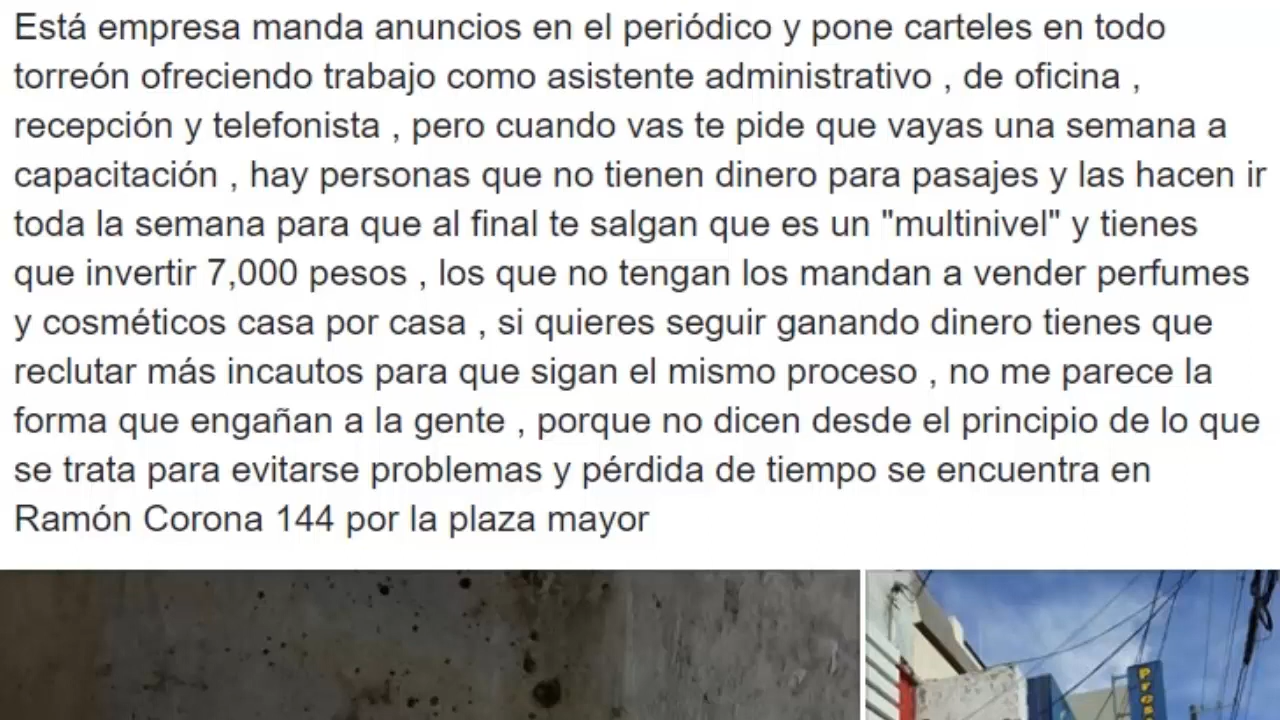 Está empresa manda anuncios en el periódico y pone carteles en todo
torreón ofreciendo trabajo como asistente administrativo , de oficina ,
recepción y telefonista , pero cuando vas te pide que vayas una semana a
capacitación , hay personas que no tienen dinero para pasajes y las hacen ir
toda la semana para que al final te salgan que es un "multinivel" y tienes
que invertir 7,000 pesos , los que no tengan los mandan a vender perfumes
y cosméticos casa por casa , si quieres seguir ganando dinero tienes que
reclutar más incautos para que sigan el mismo proceso , no me parece la
forma que engañan a la gente , porque no dicen desde el principio de lo que
se trata para evitarse problemas y pérdida de tiempo se encuentra en
Ramón Corona 144 por la plaza mayor